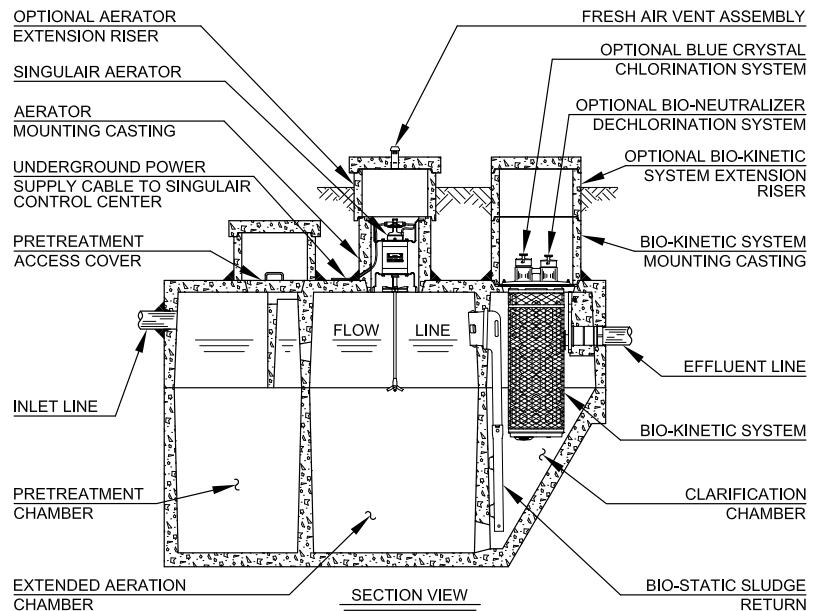 OPTIONAL AERATOR
EXTENSION RISER
SINGULAIR AERATOR
AERATOR
MOUNTING CASTING
UNDERGROUND POWER
SUPPLY CABLE TO SINGULAIR
CONTROL CENTER
PRETREATMENT
ACCESS COVER
INLET LINE
PRETREATMENT
CHAMBER
EXTENDED AERATION
CHAMBER
FLOW LINE
SECTION VIEW
FRESH AIR VENT ASSEMBLY
OPTIONAL BLUE CRYSTAL
CHLORINATION SYSTEM
OPTIONAL BIO-NEUTRALIZER
DECHLORINATION SYSTEM
OPTIONAL BIO-KINETIC
SYSTEM EXTENSION
RISER
BIO-KINETIC SYSTEM
MOUNTING CASTING
EFFLUENT LINE
BIO-KINETIC SYSTEM
CLARIFICATION
CHAMBER
BIO-STATIC SLUDGE
RETURN